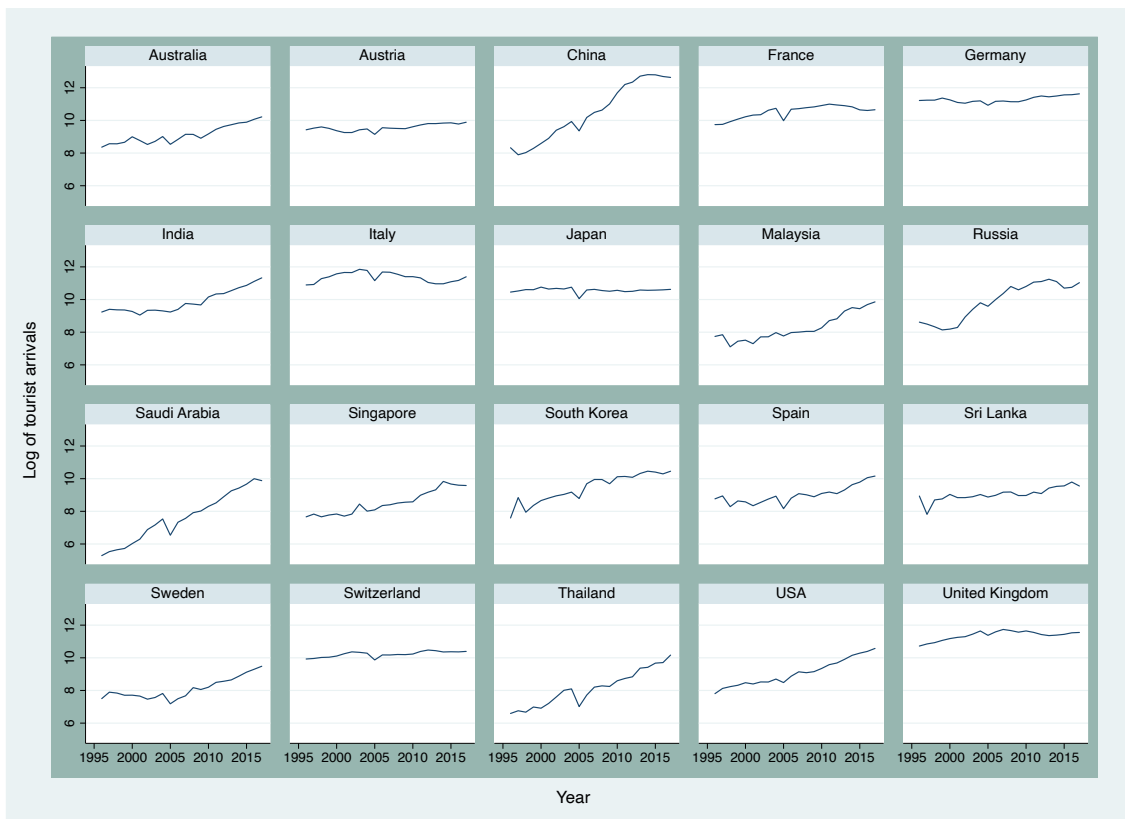 Australia Austria China France Germany
12
10
8
6
India Italy Japan Malaysia Russia
12
10
8
6
Log of tourist arrivals
Saudi Arabia Singapore South Korea Spain Sri Lanka
12
10
8
6
Sweden Switzerland Thailand USA United Kingdom
12
10
8
6
1995 2000 2005 2010 2015 1995 2000 2005 2010 2015 1995 2000 2005 2010 2015 1995 2000 2005 2010 2015 1995 2000 2005 2010 2015
Year